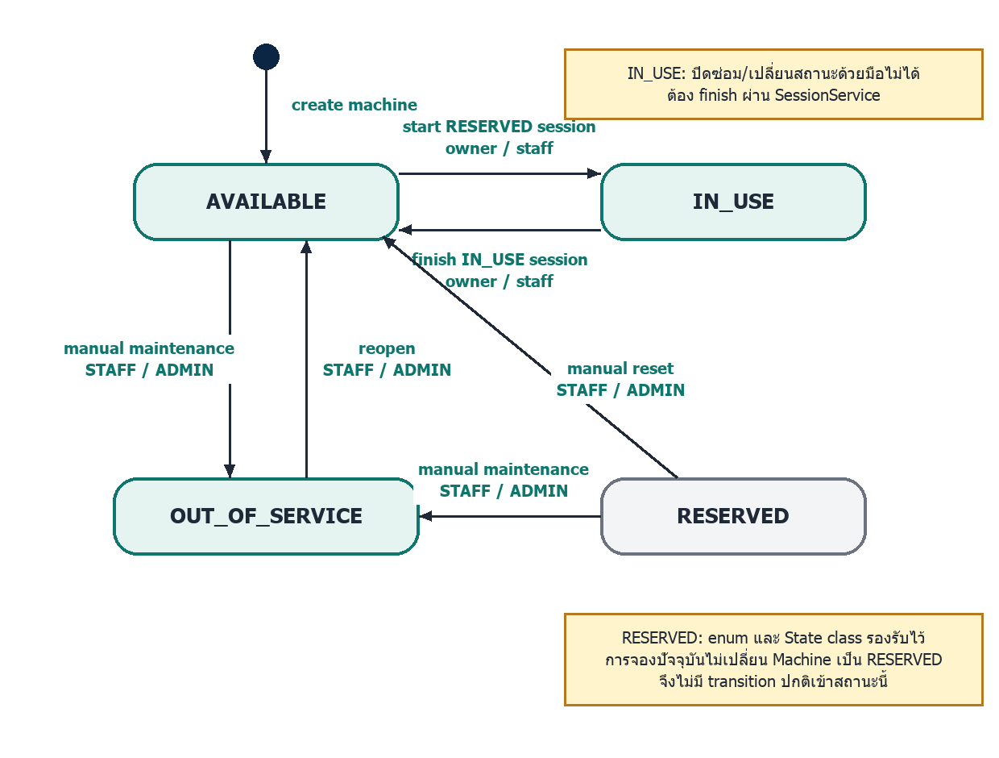 IN_USE: ปิดซ่อม/เปลี่ยนสถานะด้วยมือไม่ได้
ต้อง finish ผ่าน SessionService
create machine
start RESERVED session
owner / staff
AVAILABLE
IN_USE
finish IN_USE session
owner / staff
manual maintenance
STAFF / ADMIN
reopen
STAFF / ADMIN
manual reset
STAFF / ADMIN
manual maintenance
STAFF / ADMIN
OUT_OF_SERVICE
RESERVED
RESERVED: enum และ State class รองรับไว้
การจองปัจจุบันไม่เปลี่ยน Machine เป็น RESERVED
จึงไม่มี transition ปกติเข้าสถานะนี้